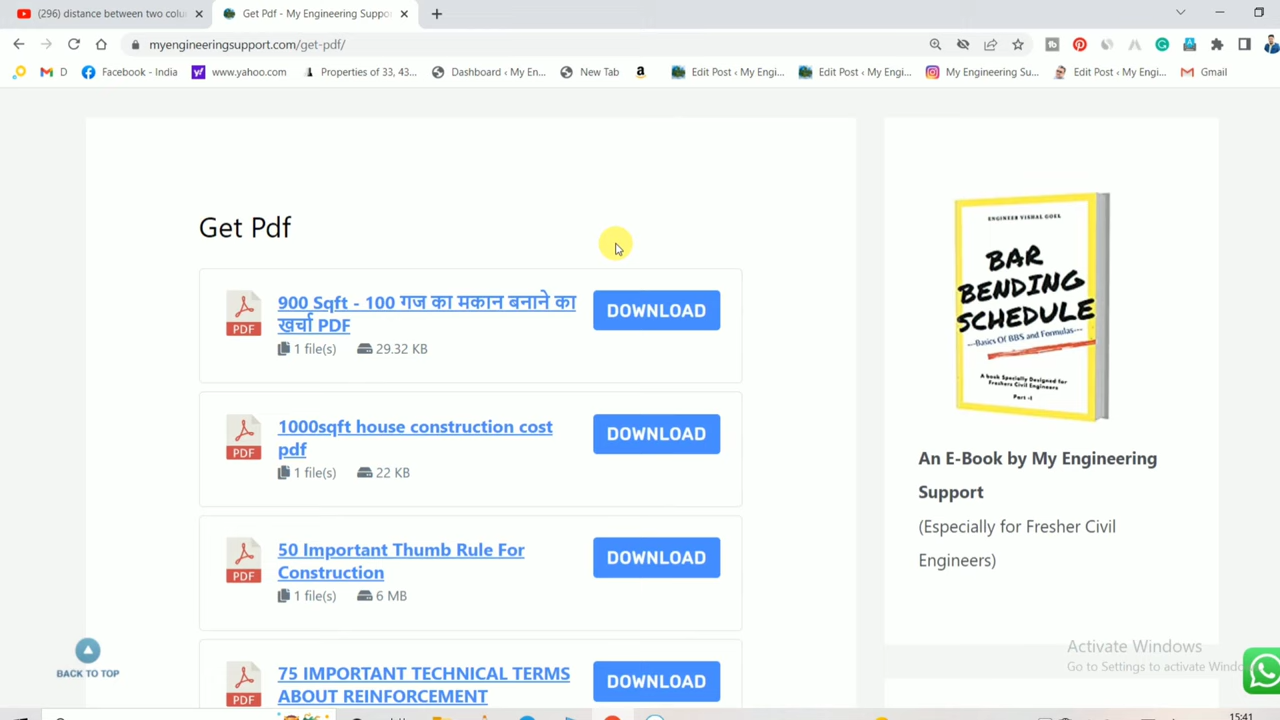 (296) distance between two colu
Get Pdf - My Engineering Suppor
myengineeringsupport.com/get-pdf/
D
Facebook - India
www.yahoo.com
Properties of 33, 43...
Dashboard ‹ My En...
New Tab
Edit Post ‹ My Engi...
Edit Post ‹ My Engi...
My Engineering Su...
Edit Post ‹ My Engi...
Gmail
Get Pdf
900 Sqft - 100 गज का मकान बनाने का
खर्चा PDF
1 file(s) 29.32 KB
DOWNLOAD
PDF
1000sqft house construction cost
pdf
1 file(s) 22 KB
DOWNLOAD
PDF
50 Important Thumb Rule For
Construction
1 file(s) 6 MB
DOWNLOAD
PDF
75 IMPORTANT TECHNICAL TERMS
ABOUT REINFORCEMENT
DOWNLOAD
PDF
BACK TO TOP
ENGINEER VISHAL GOEL
BAR
BENDING
SCHEDULE
---Basics Of BBS and Formulas---
A book Specially Designed for
Freshers Civil Engineers
Part -I
An E-Book by My Engineering
Support
(Especially for Fresher Civil
Engineers)
Activate Windows
Go to Settings to activate Windo
15:41